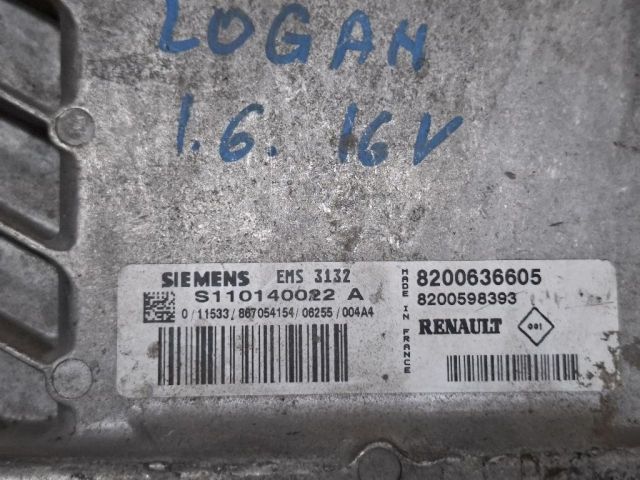 LOGAN
1.6. 16V
SIEMENS EMS 3132
S110140022 A
0/11533/867054154/06255/004A4
MADE IN FRANCE
8200636605
8200598393
RENAULT 001